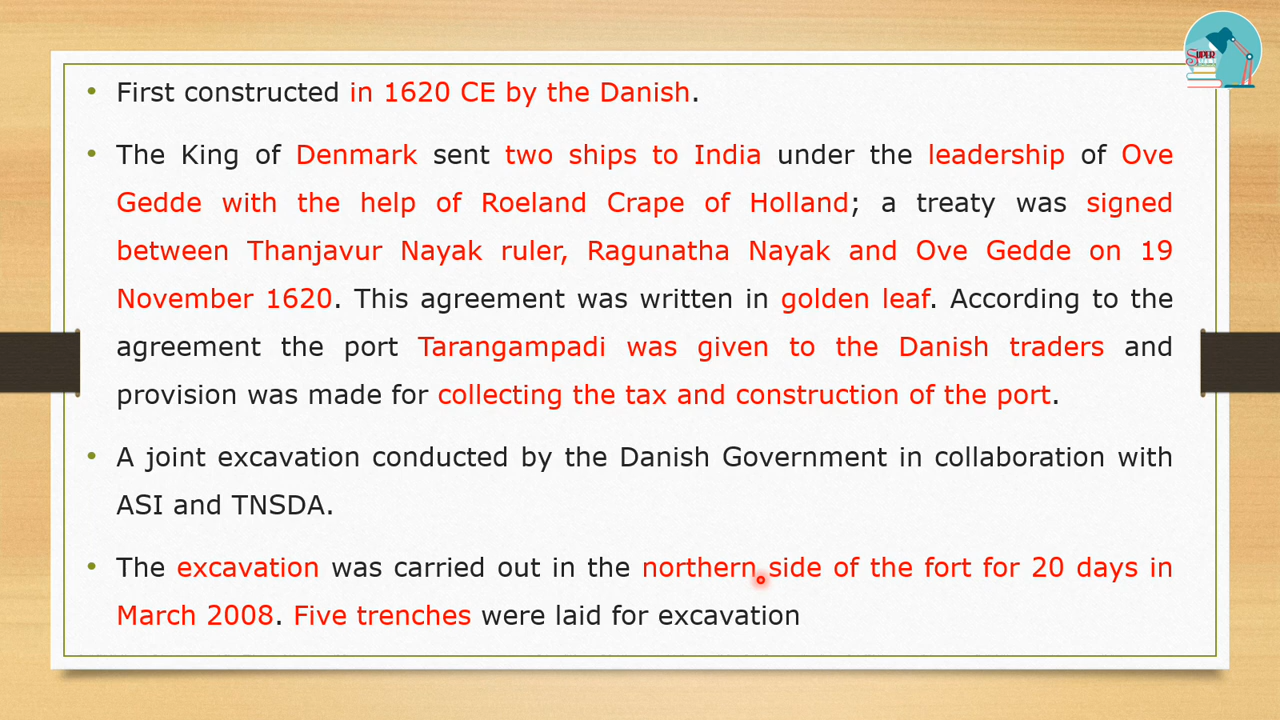 • First constructed in 1620 CE by the Danish.
• The King of Denmark sent two ships to India under the leadership of Ove
Gedde with the help of Roeland Crape of Holland; a treaty was signed
between Thanjavur Nayak ruler, Ragunatha Nayak and Ove Gedde on 19
November 1620. This agreement was written in golden leaf. According to the
agreement the port Tarangampadi was given to the Danish traders and
provision was made for collecting the tax and construction of the port.
• A joint excavation conducted by the Danish Government in collaboration with
ASI and TNSDA.
• The excavation was carried out in the northern side of the fort for 20 days in
March 2008. Five trenches were laid for excavation